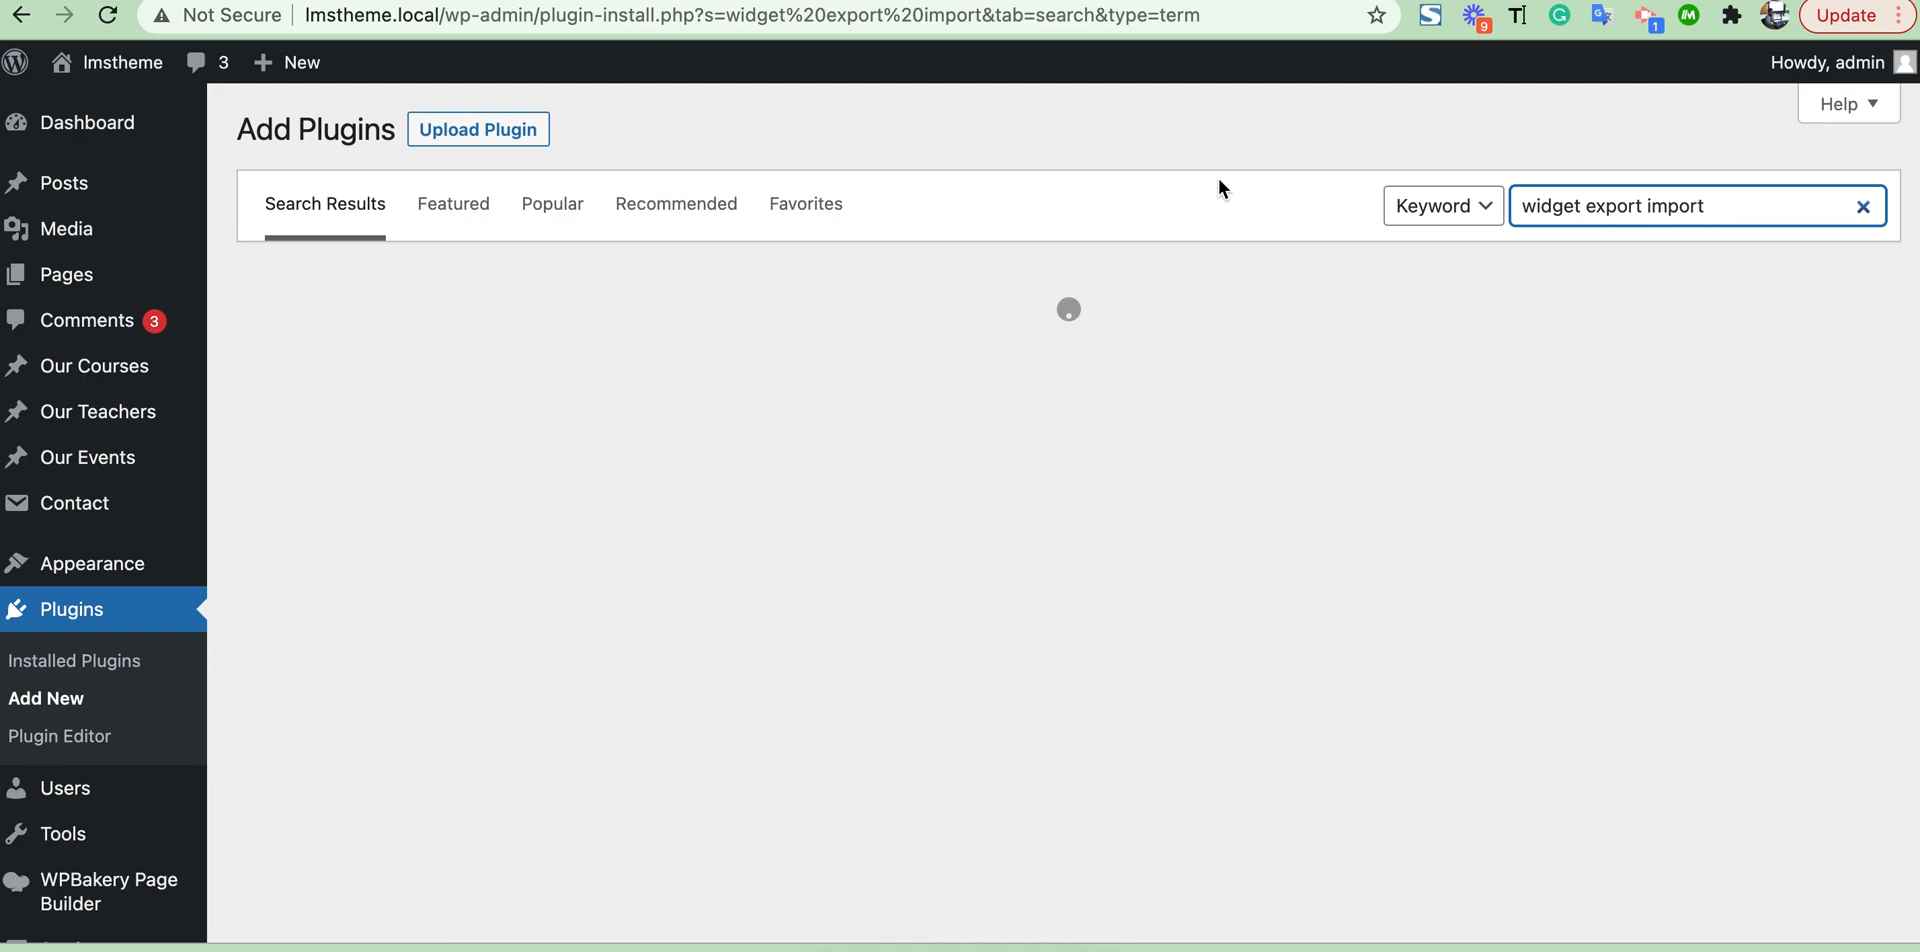 Not Secure
lmstheme.local/wp-admin/plugin-install.php?s=widget%20export%20import&tab=search&type=term
9
TI
1
Update
lmstheme
3
New
Howdy, admin
Help
Dashboard
Posts
Media
Pages
Comments 3
Our Courses
Our Teachers
Our Events
Contact
Appearance
Plugins
Installed Plugins
Add New
Plugin Editor
Users
Tools
WPBakery Page
Builder
Add Plugins
Upload Plugin
Search Results
Featured
Popular
Recommended
Favorites
Keyword
widget export import